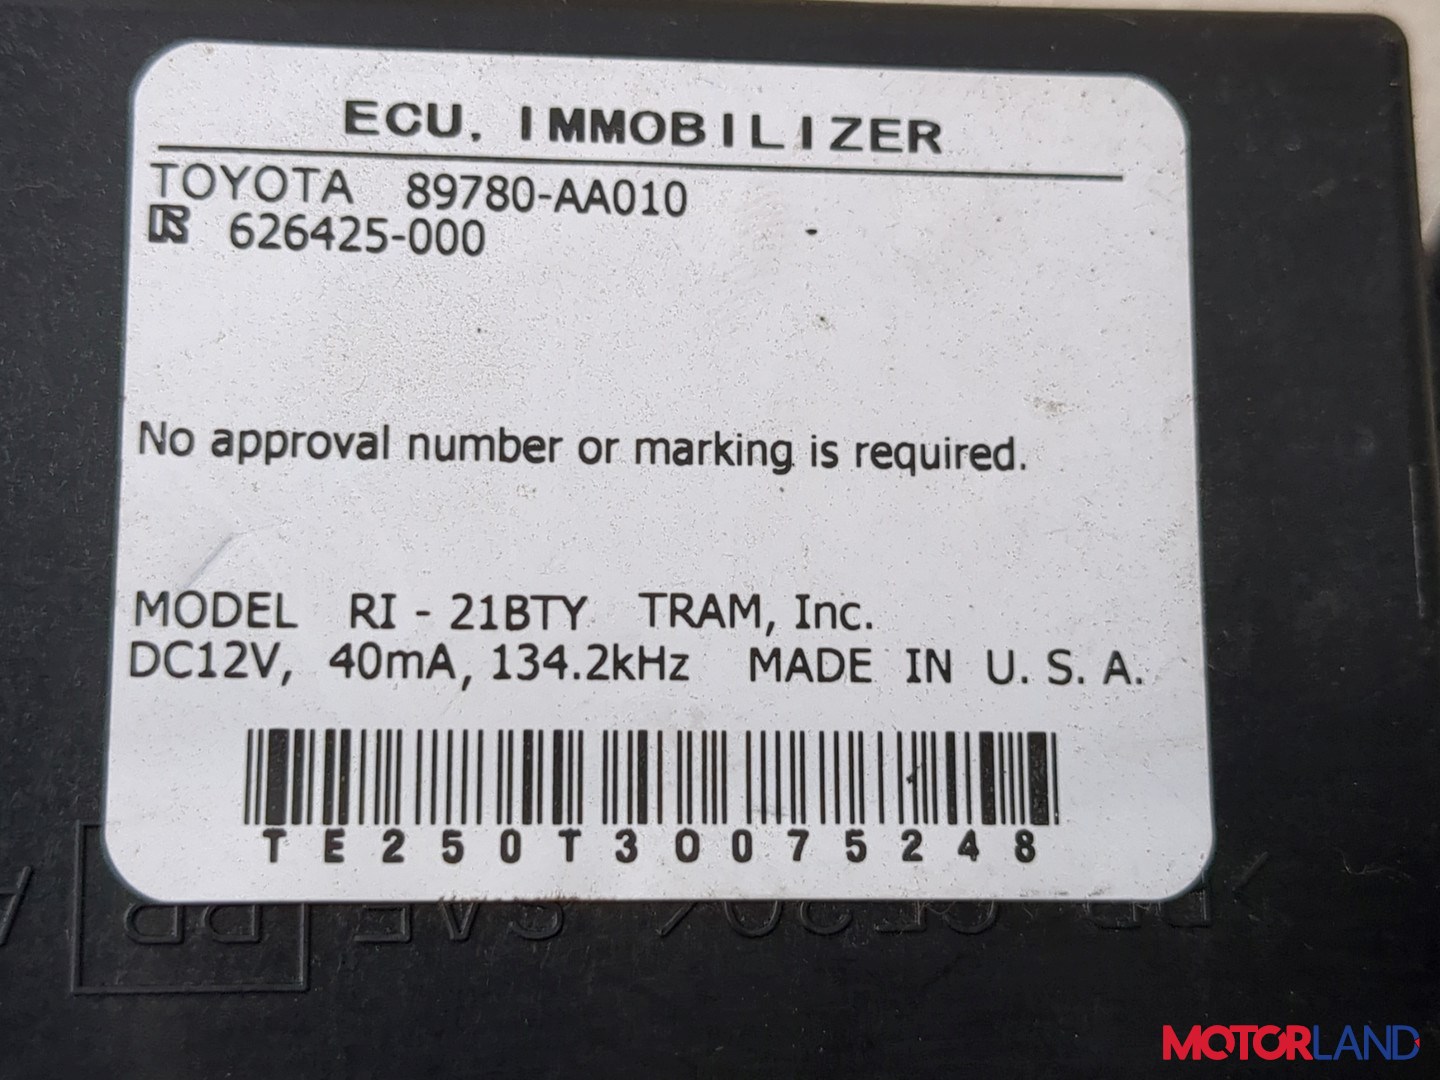 ECU. IMMOBILIZER
TOYOTA 89780-AA010
R 626425-000
No approval number or marking is required.
MODEL RI - 21BTY TRAM, Inc.
DC12V, 40mA, 134.2kHz MADE IN U. S. A.
TE250T30075248
MOTORLAND